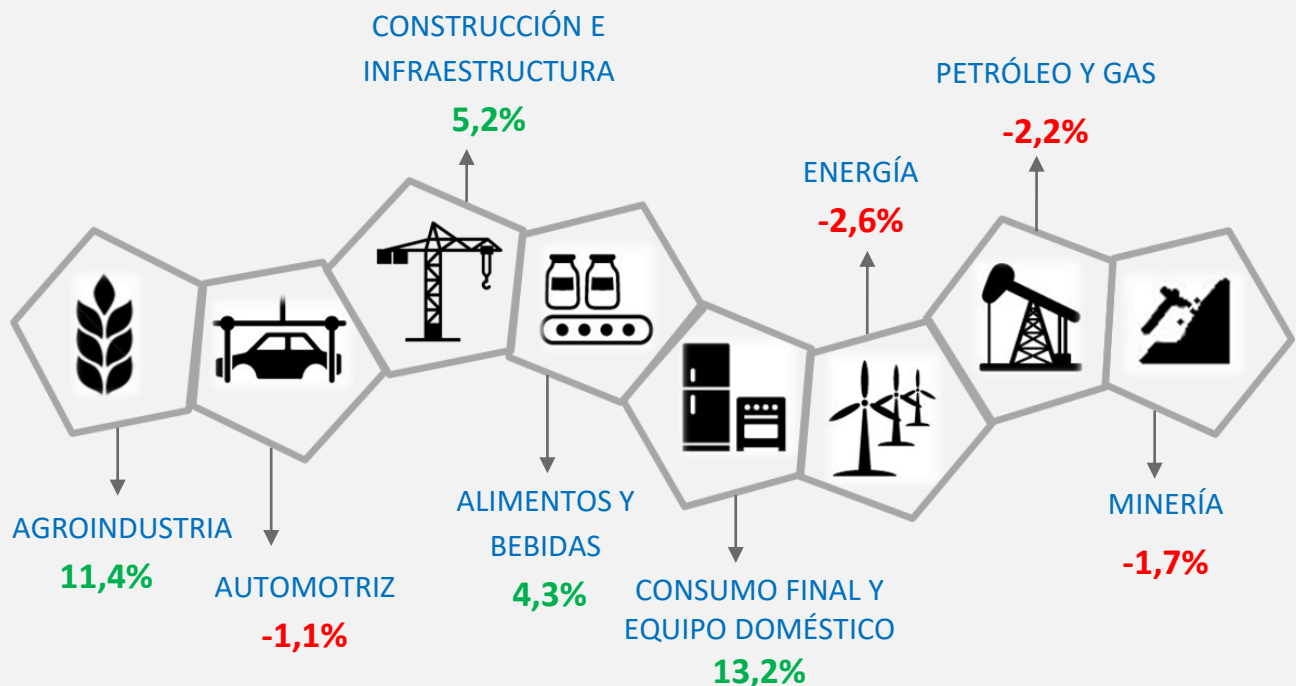 CONSTRUCCIÓN E
INFRAESTRUCTURA
5,2%
PETRÓLEO Y GAS
-2,2%
ENERGÍA
-2,6%
AGROINDUSTRIA
11,4%
AUTOMOTRIZ
-1,1%
ALIMENTOS Y
BEBIDAS
4,3%
CONSUMO FINAL Y
EQUIPO DOMÉSTICO
13,2%
MINERÍA
-1,7%